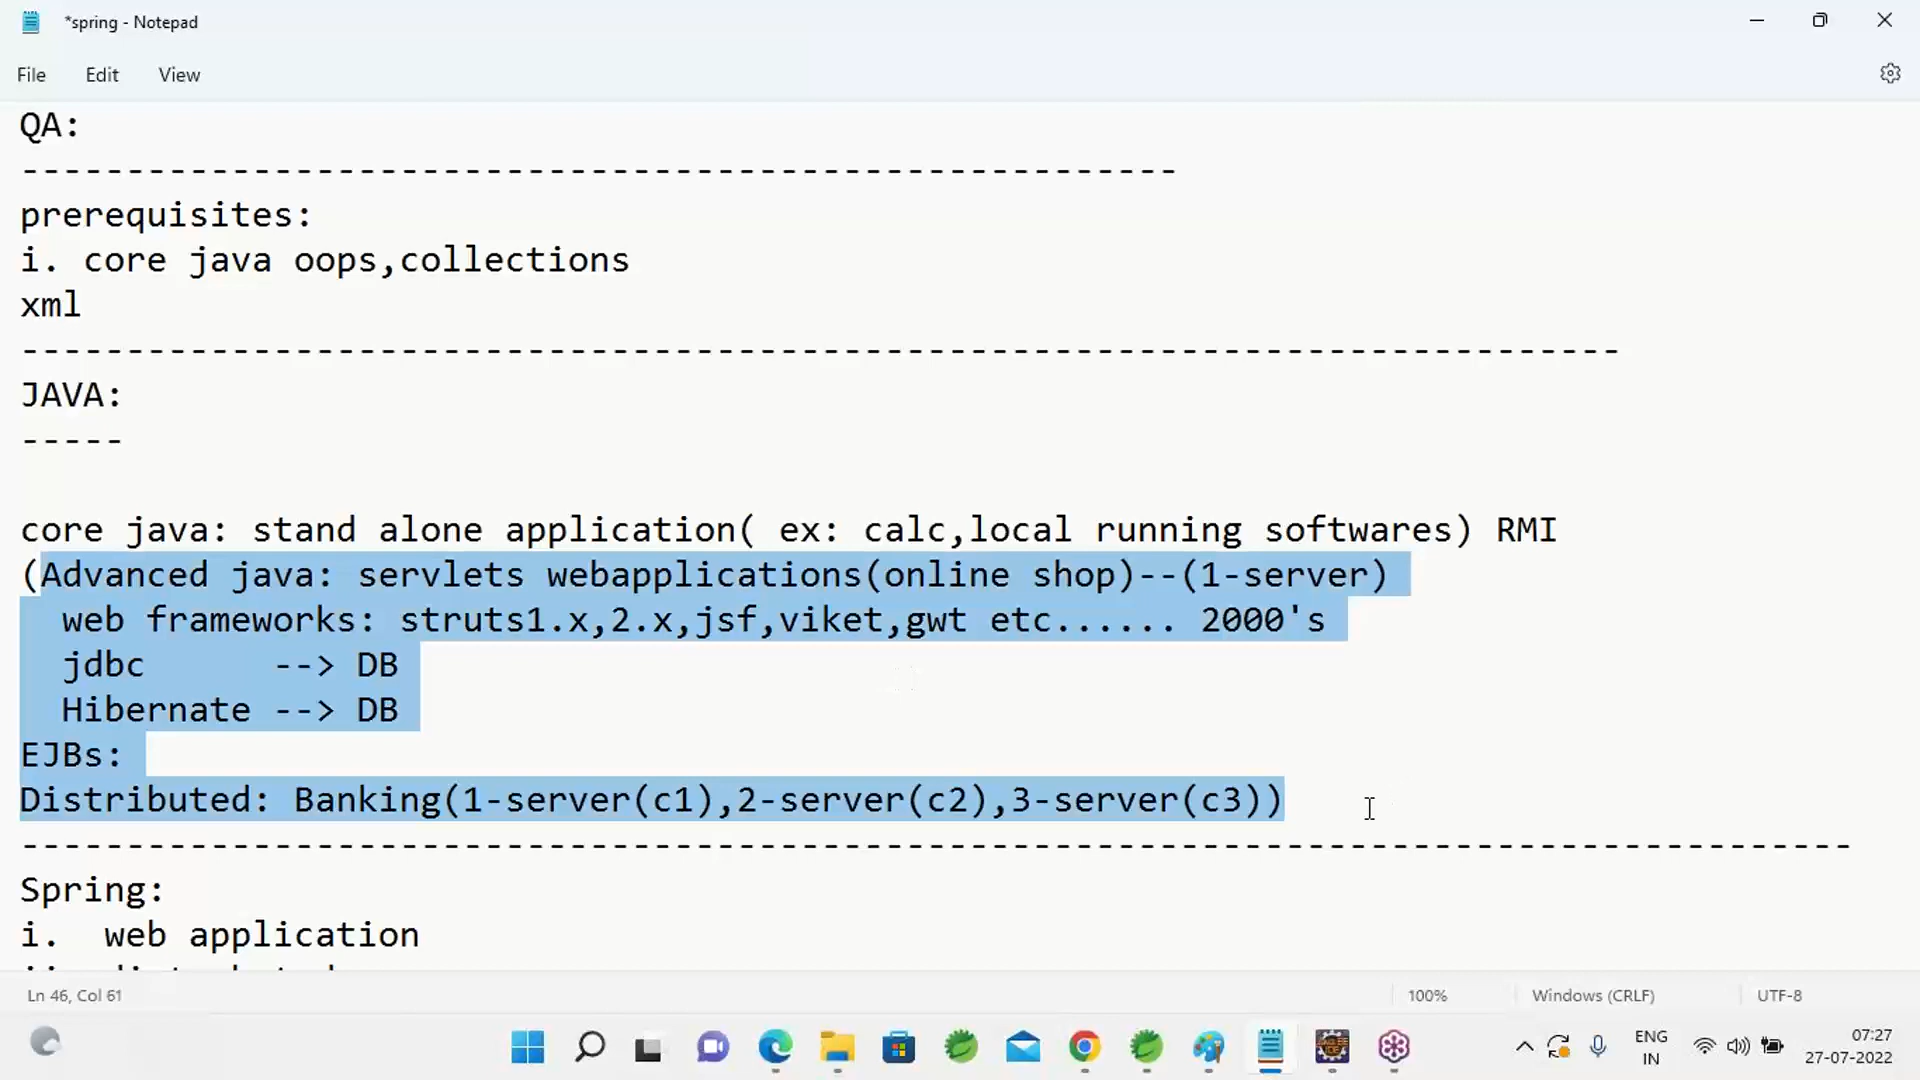 *spring - Notepad
File Edit View
QA:
-------------------------------------------------------
prerequisites:
i. core java oops,collections
xml
----------------------------------------------------------------------------
JAVA:
-----
core java: stand alone application( ex: calc,local running softwares) RMI
(Advanced java: servlets webapplications(online shop)--(1-server)
web frameworks: struts1.x,2.x,jsf,viket,gwt etc...... 2000's
jdbc --> DB
Hibernate --> DB
EJBs:
Distributed: Banking(1-server(c1),2-server(c2),3-server(c3))
---------------------------------------------------------------------------------------
Spring:
i. web application
Ln 46, Col 61 100% Windows (CRLF) UTF-8
ENG
IN
07:27
27-07-2022